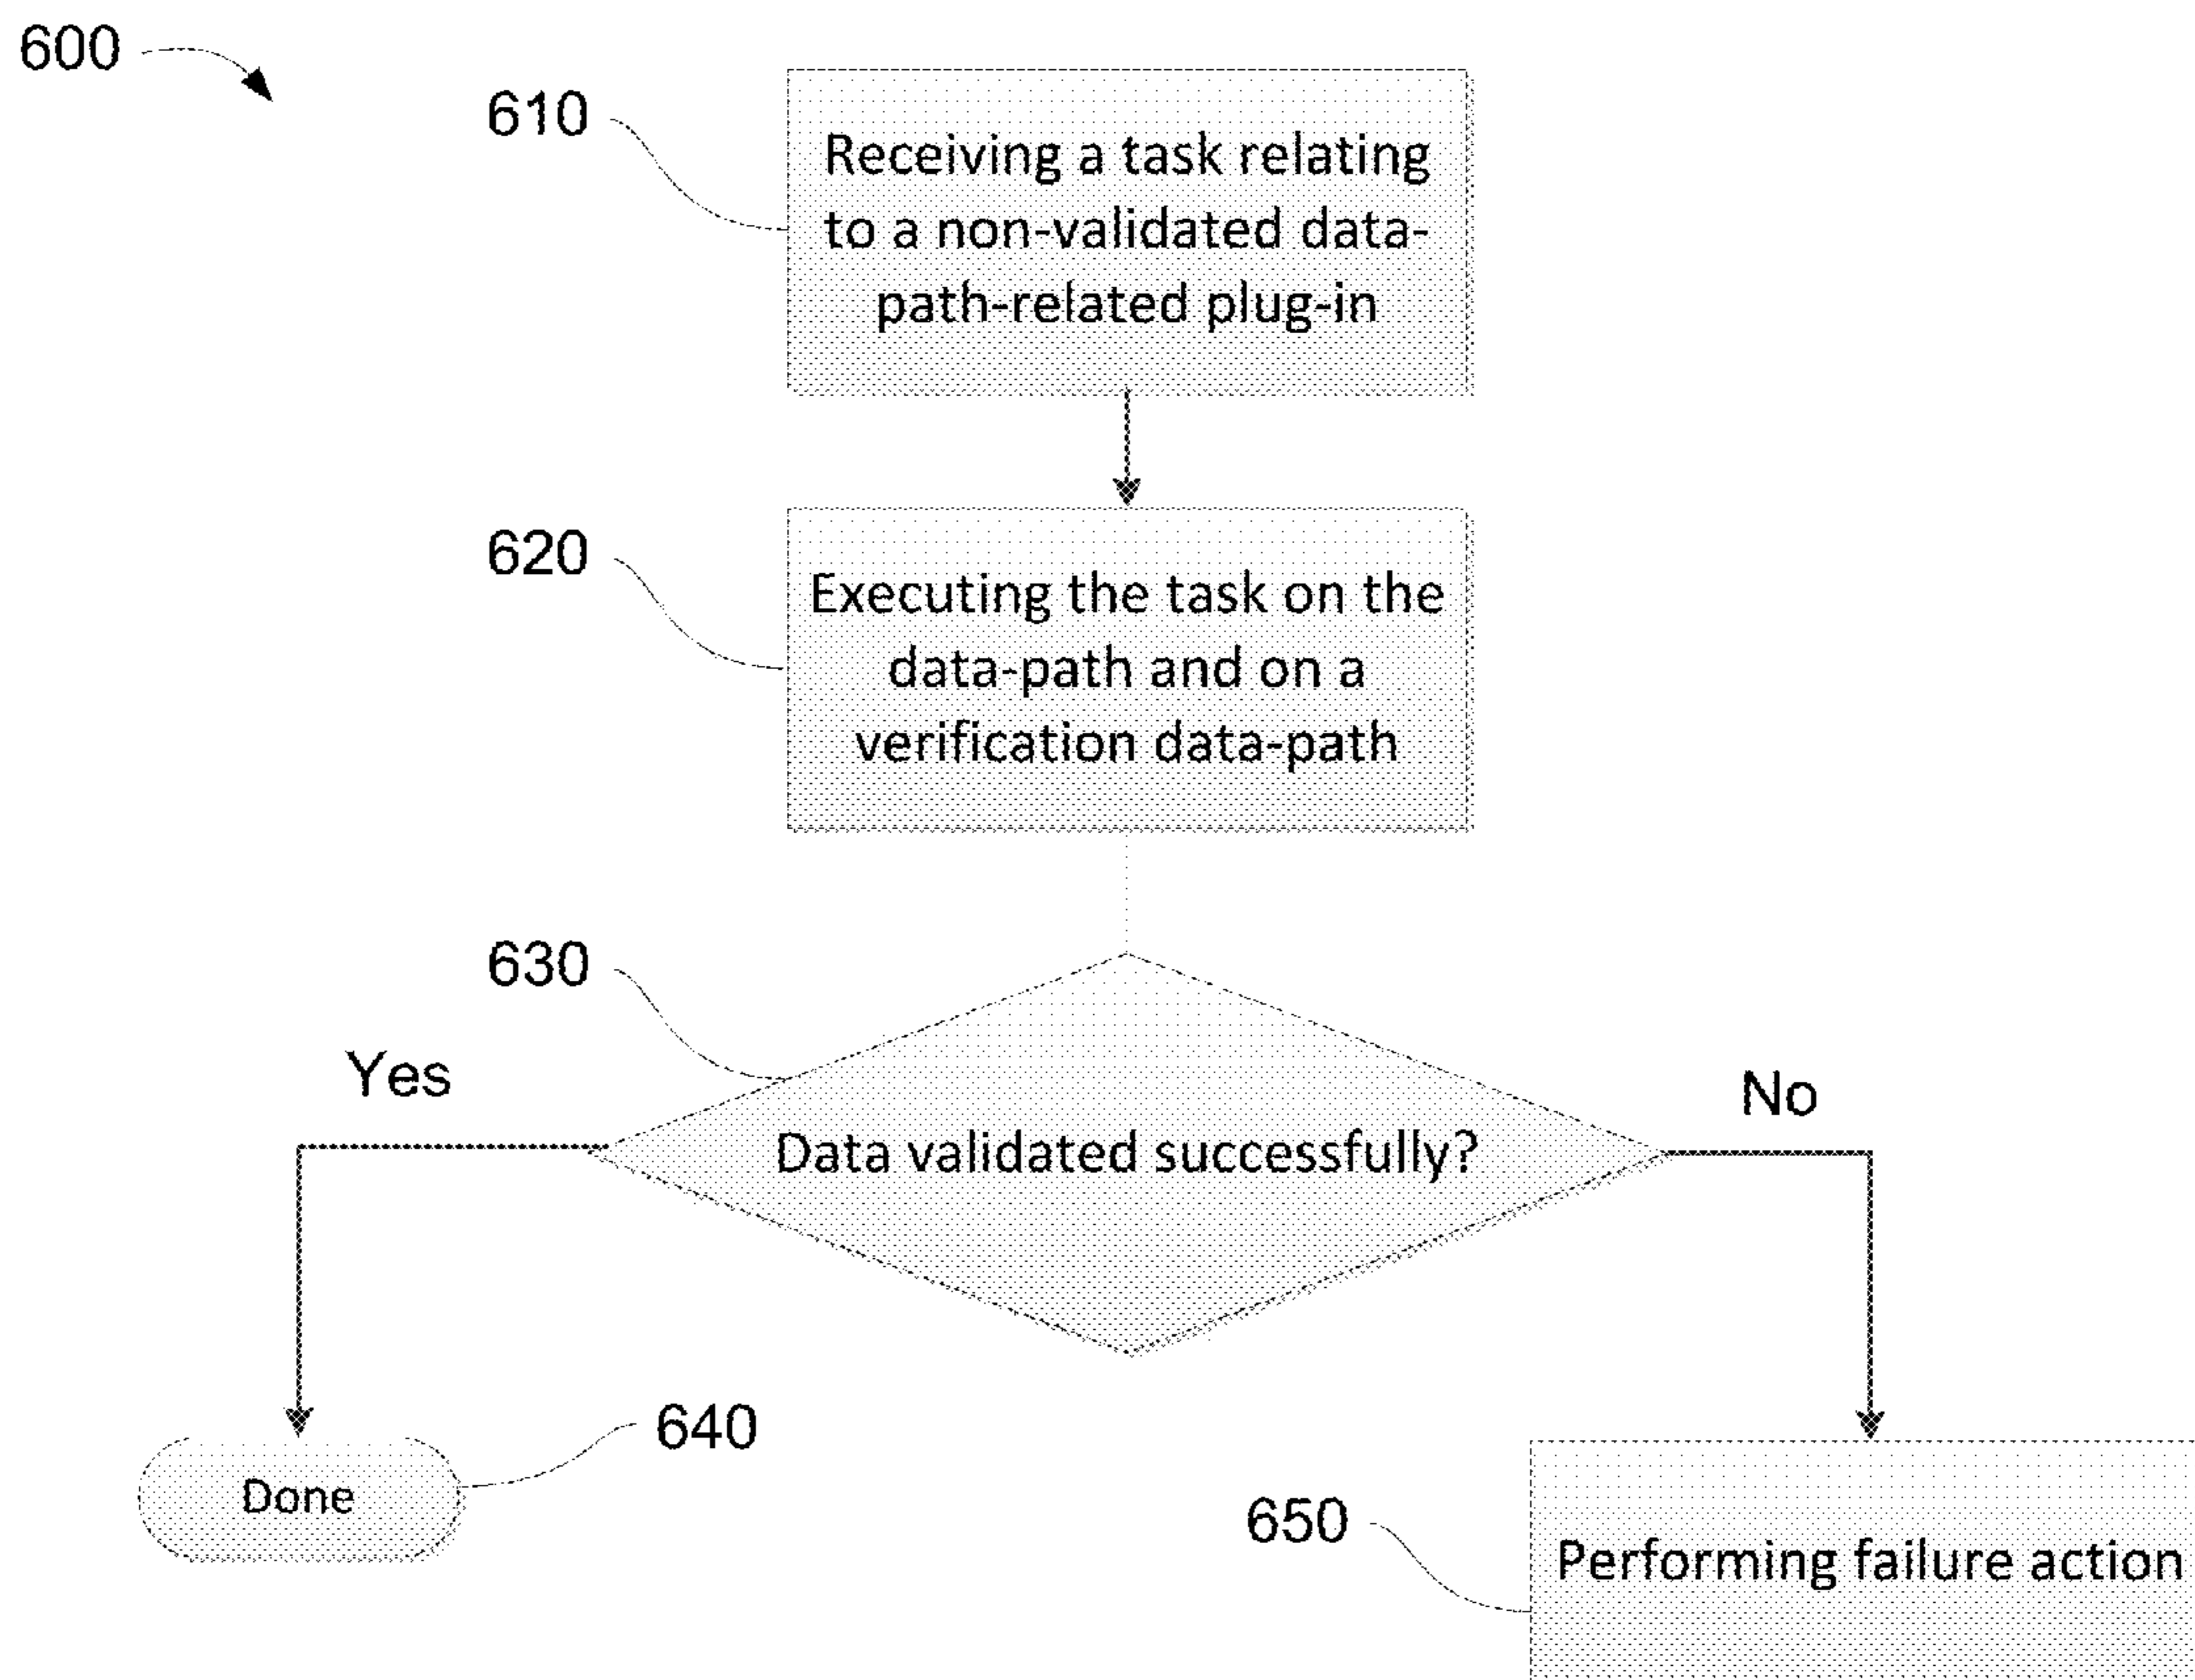 600
610
Receiving a task relating
to a non-validated data-
path-related plug-in
620
Executing the task on the
data-path and on a
verification data-path
630
Yes
No
Data validated successfully?
640
Done
650
Performing failure action